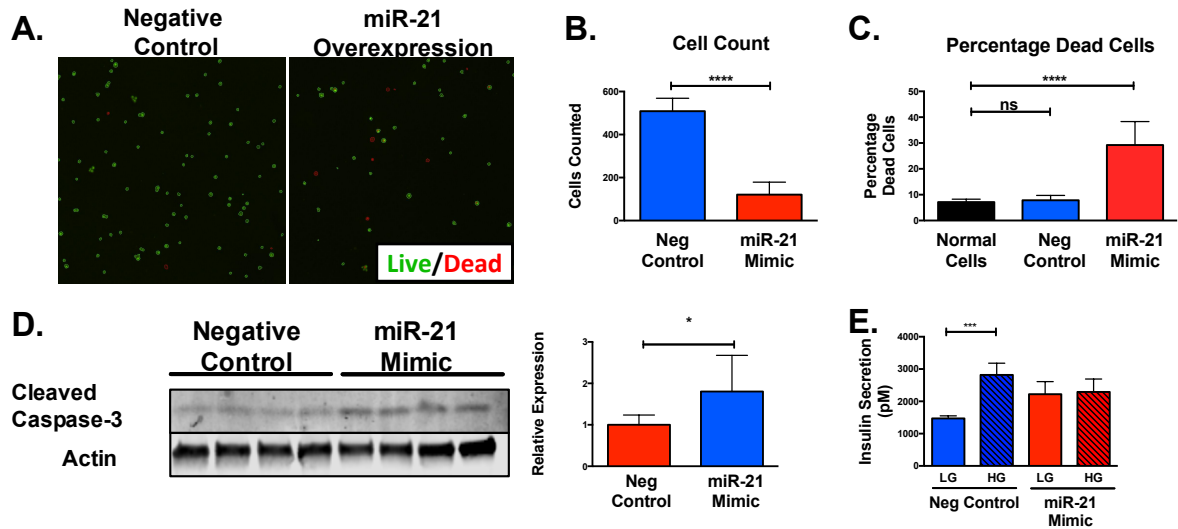 A.
Negative
Control
miR-21
Overexpression
Live/Dead
B.
Cell Count
****
Cells Counted
600
400
200
0
Neg
Control
miR-21
Mimic
C.
Percentage Dead Cells
****
ns
Percentage
Dead Cells
50
40
30
20
10
0
Normal
Cells
Neg
Control
miR-21
Mimic
D.
Negative
Control
miR-21
Mimic
Cleaved
Caspase-3
Actin
*
Relative Expression
3
2
1
0
Neg
Control
miR-21
Mimic
E.
***
Insulin Secretion
(pM)
4000
3000
2000
1000
0
LG HG LG HG
Neg Control miR-21
Mimic